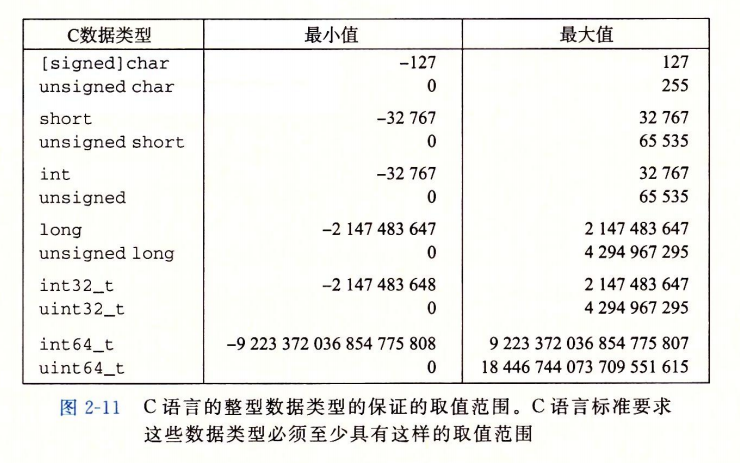 C数据类型 最小值 最大值
[signed]char −127 127
unsigned char 0 255
short −32 767 32 767
unsigned short 0 65 535
int −32 767 32 767
unsigned 0 65 535
long −2 147 483 647 2 147 483 647
unsigned long 0 4 294 967 295
int32_t −2 147 483 648 2 147 483 647
uint32_t 0 4 294 967 295
int64_t −9 223 372 036 854 775 808 9 223 372 036 854 775 807
uint64_t 0 18 446 744 073 709 551 615
图 2-11 C 语言的整型数据类型的保证的取值范围。C 语言标准要求
这些数据类型必须至少具有这样的取值范围